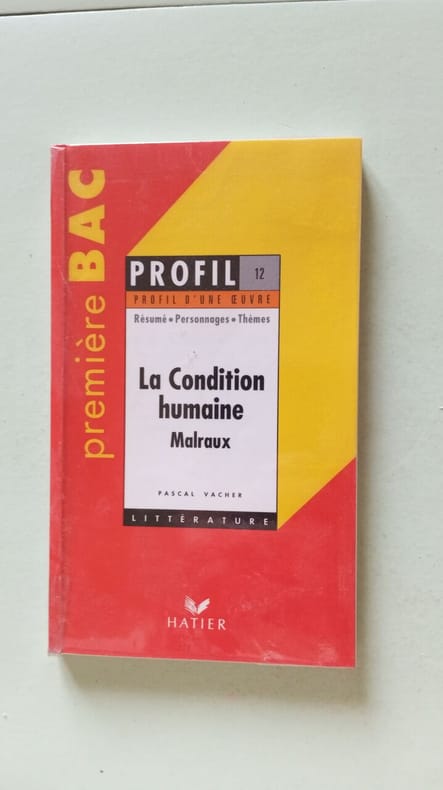 première BAC
PROFIL 12
PROFIL D'UNE ŒUVRE
Résumé • Personnages • Thèmes
La Condition
humaine
Malraux
PASCAL VACHER
LITTÉRATURE
HATIER